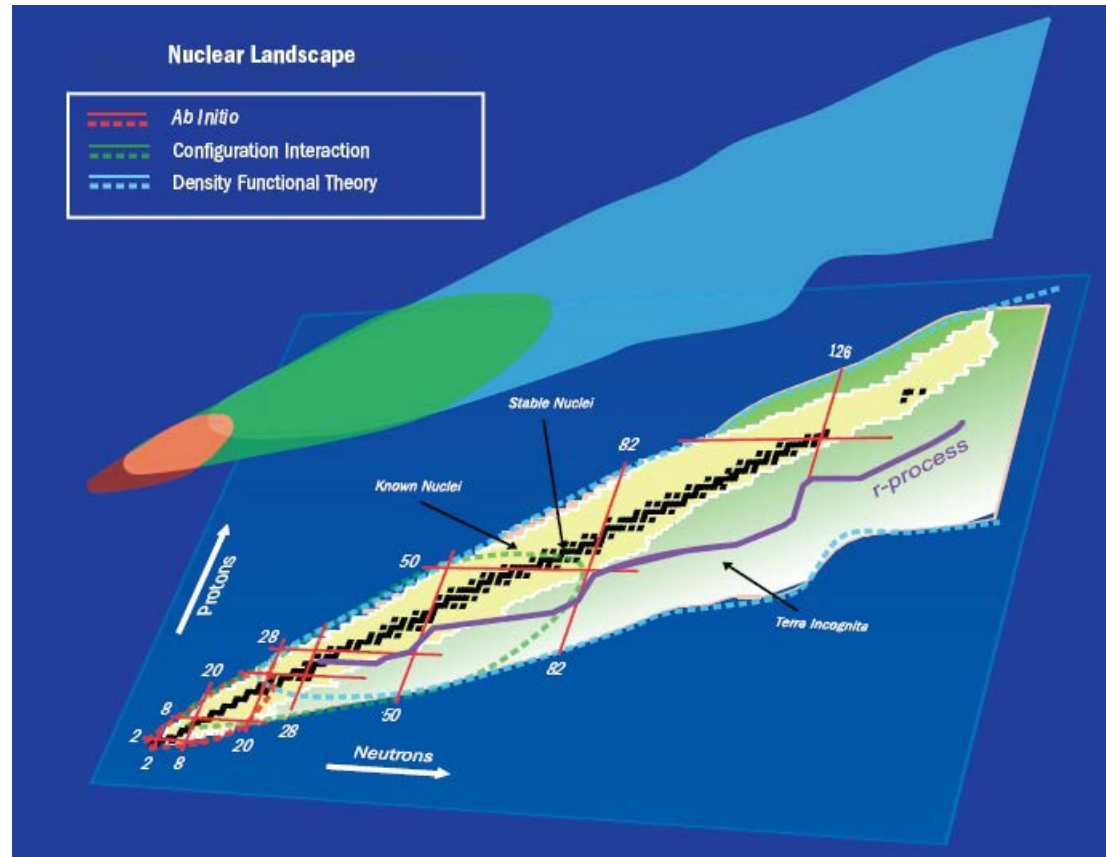 Nuclear Landscape
Ab Initio
Configuration Interaction
Density Functional Theory
126
Stable Nuclei
82
r-process
Known Nuclei
50
Protons
Terra Incognita
28
82
20
8
50
28
20
2
2
8
Neutrons